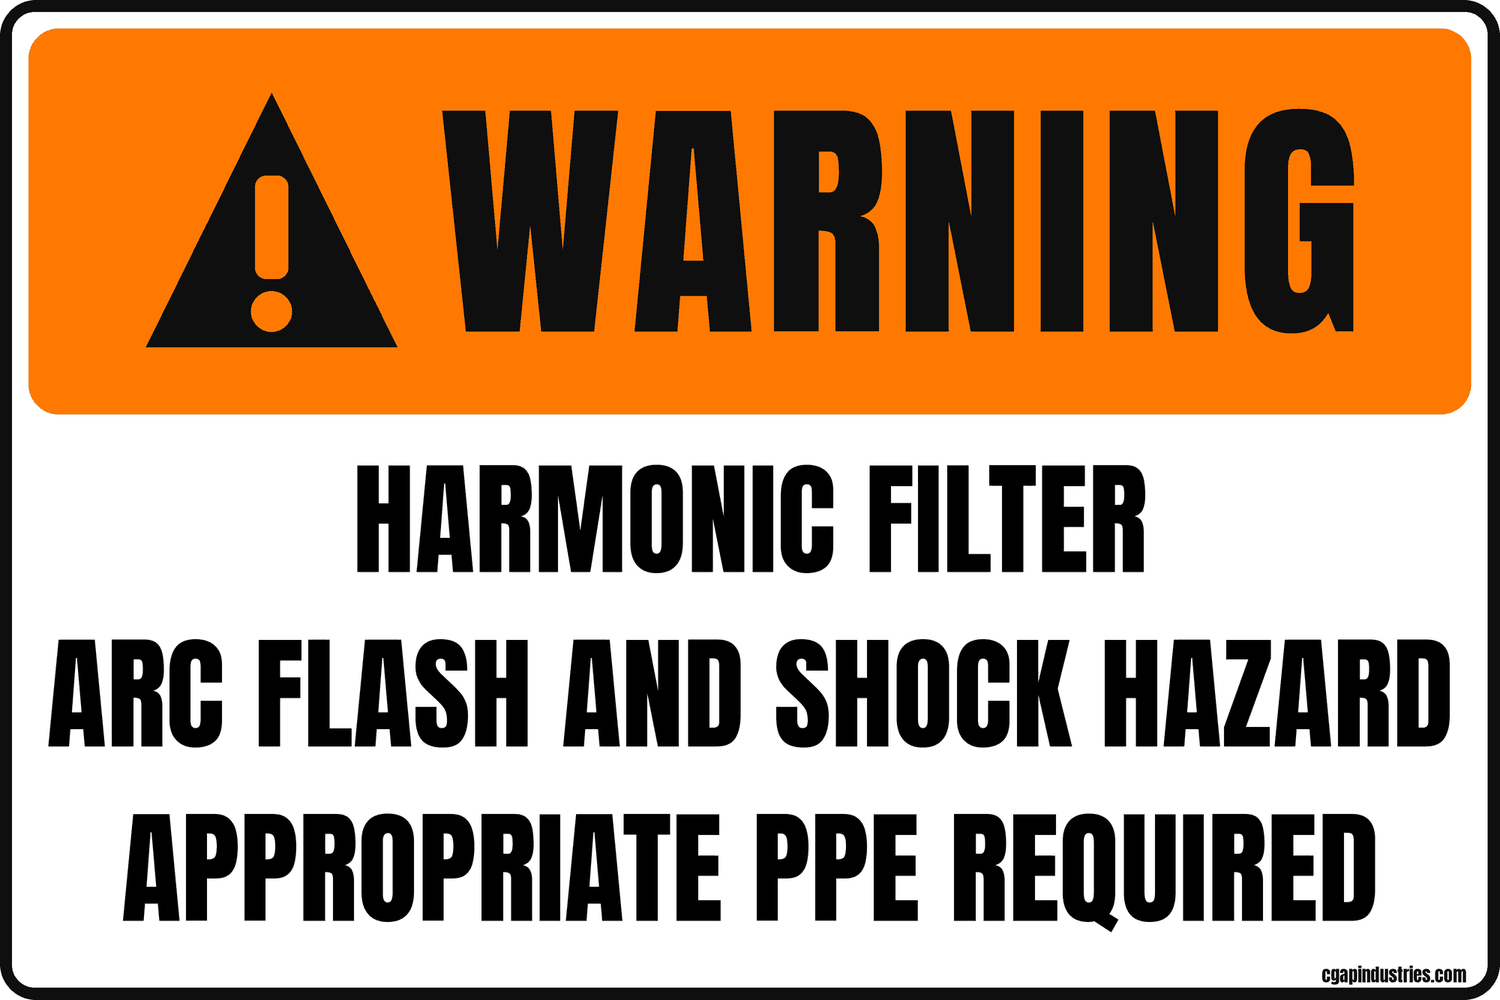 WARNING
HARMONIC FILTER
ARC FLASH AND SHOCK HAZARD
APPROPRIATE PPE REQUIRED
cgapindustries.com